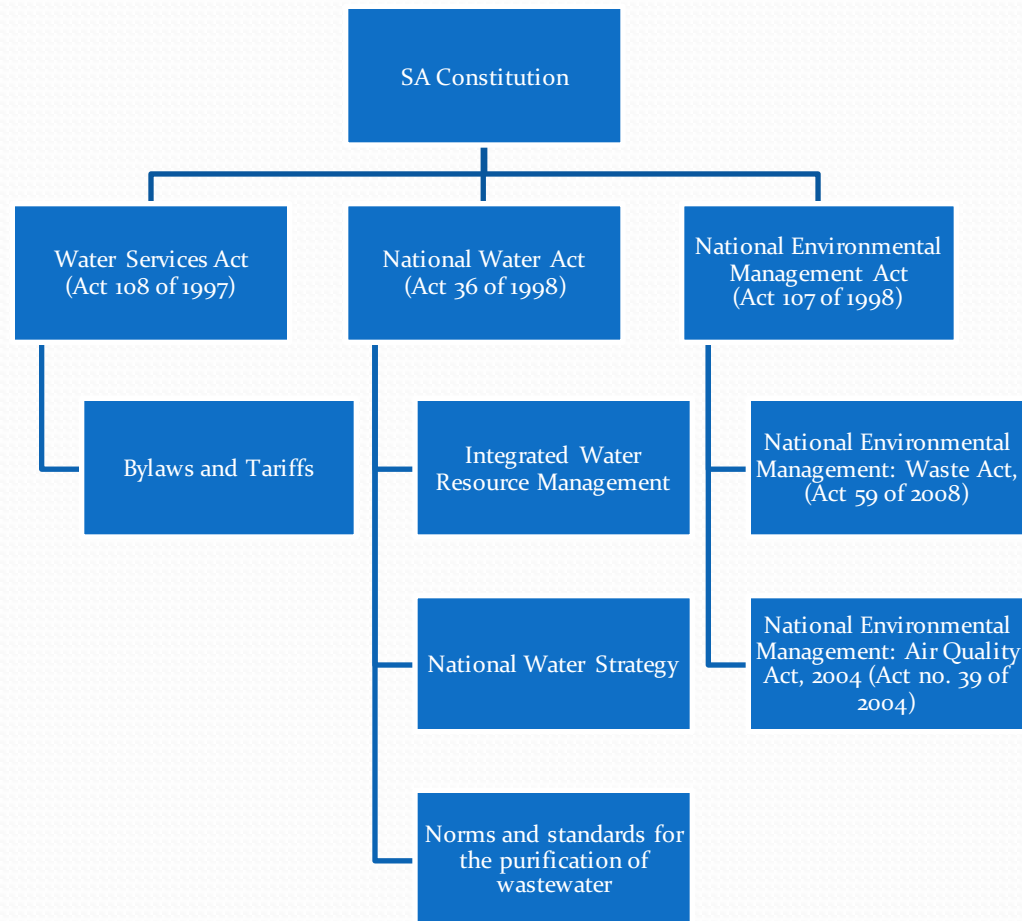 SA Constitution
Water Services Act
(Act 108 of 1997)
National Water Act
(Act 36 of 1998)
National Environmental
Management Act
(Act 107 of 1998)
Bylaws and Tariffs
Integrated Water
Resource Management
National Environmental
Management: Waste Act,
(Act 59 of 2008)
National Water Strategy
National Environmental
Management: Air Quality
Act, 2004 (Act no. 39 of
2004)
Norms and standards for
the purification of
wastewater